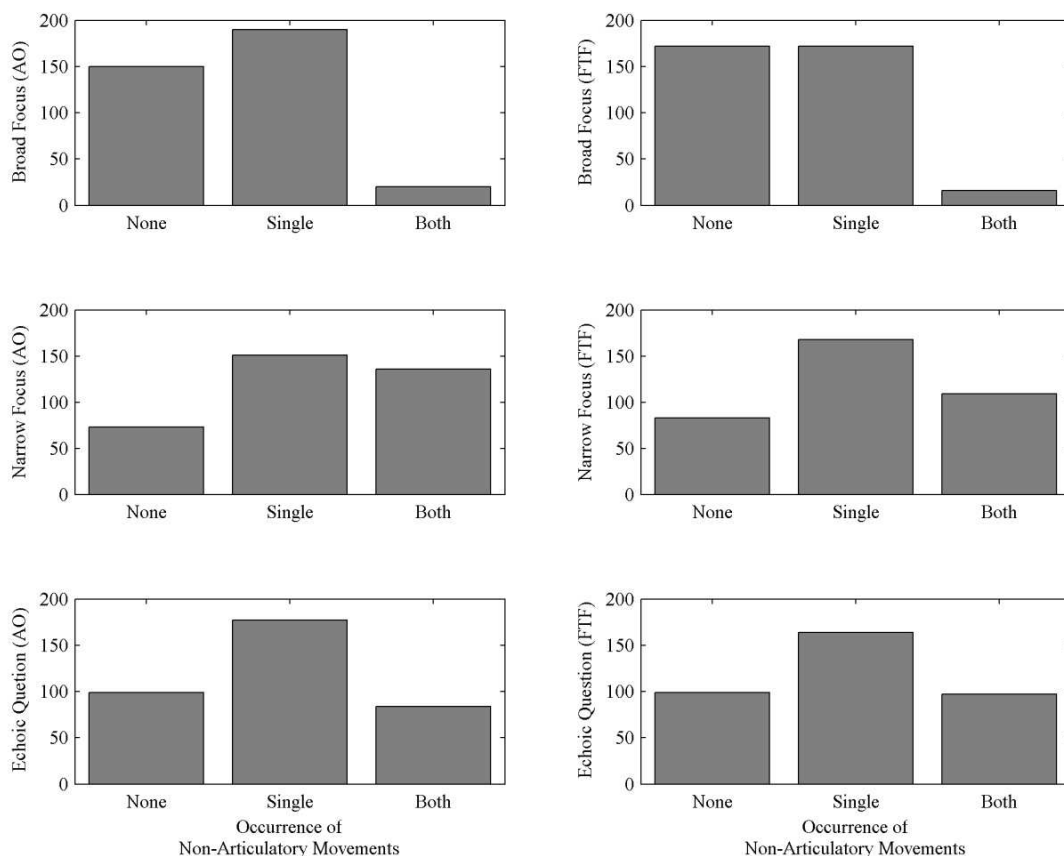 200
150
100
50
0
Broad Focus (AO)
None Single Both
200
150
100
50
0
Broad Focus (FTF)
None Single Both
200
150
100
50
0
Narrow Focus (AO)
None Single Both
200
150
100
50
0
Narrow Focus (FTF)
None Single Both
200
150
100
50
0
Echoic Quetion (AO)
None Single Both
Occurrence of
Non-Articulatory Movements
200
150
100
50
0
Echoic Question (FTF)
None Single Both
Occurrence of
Non-Articulatory Movements